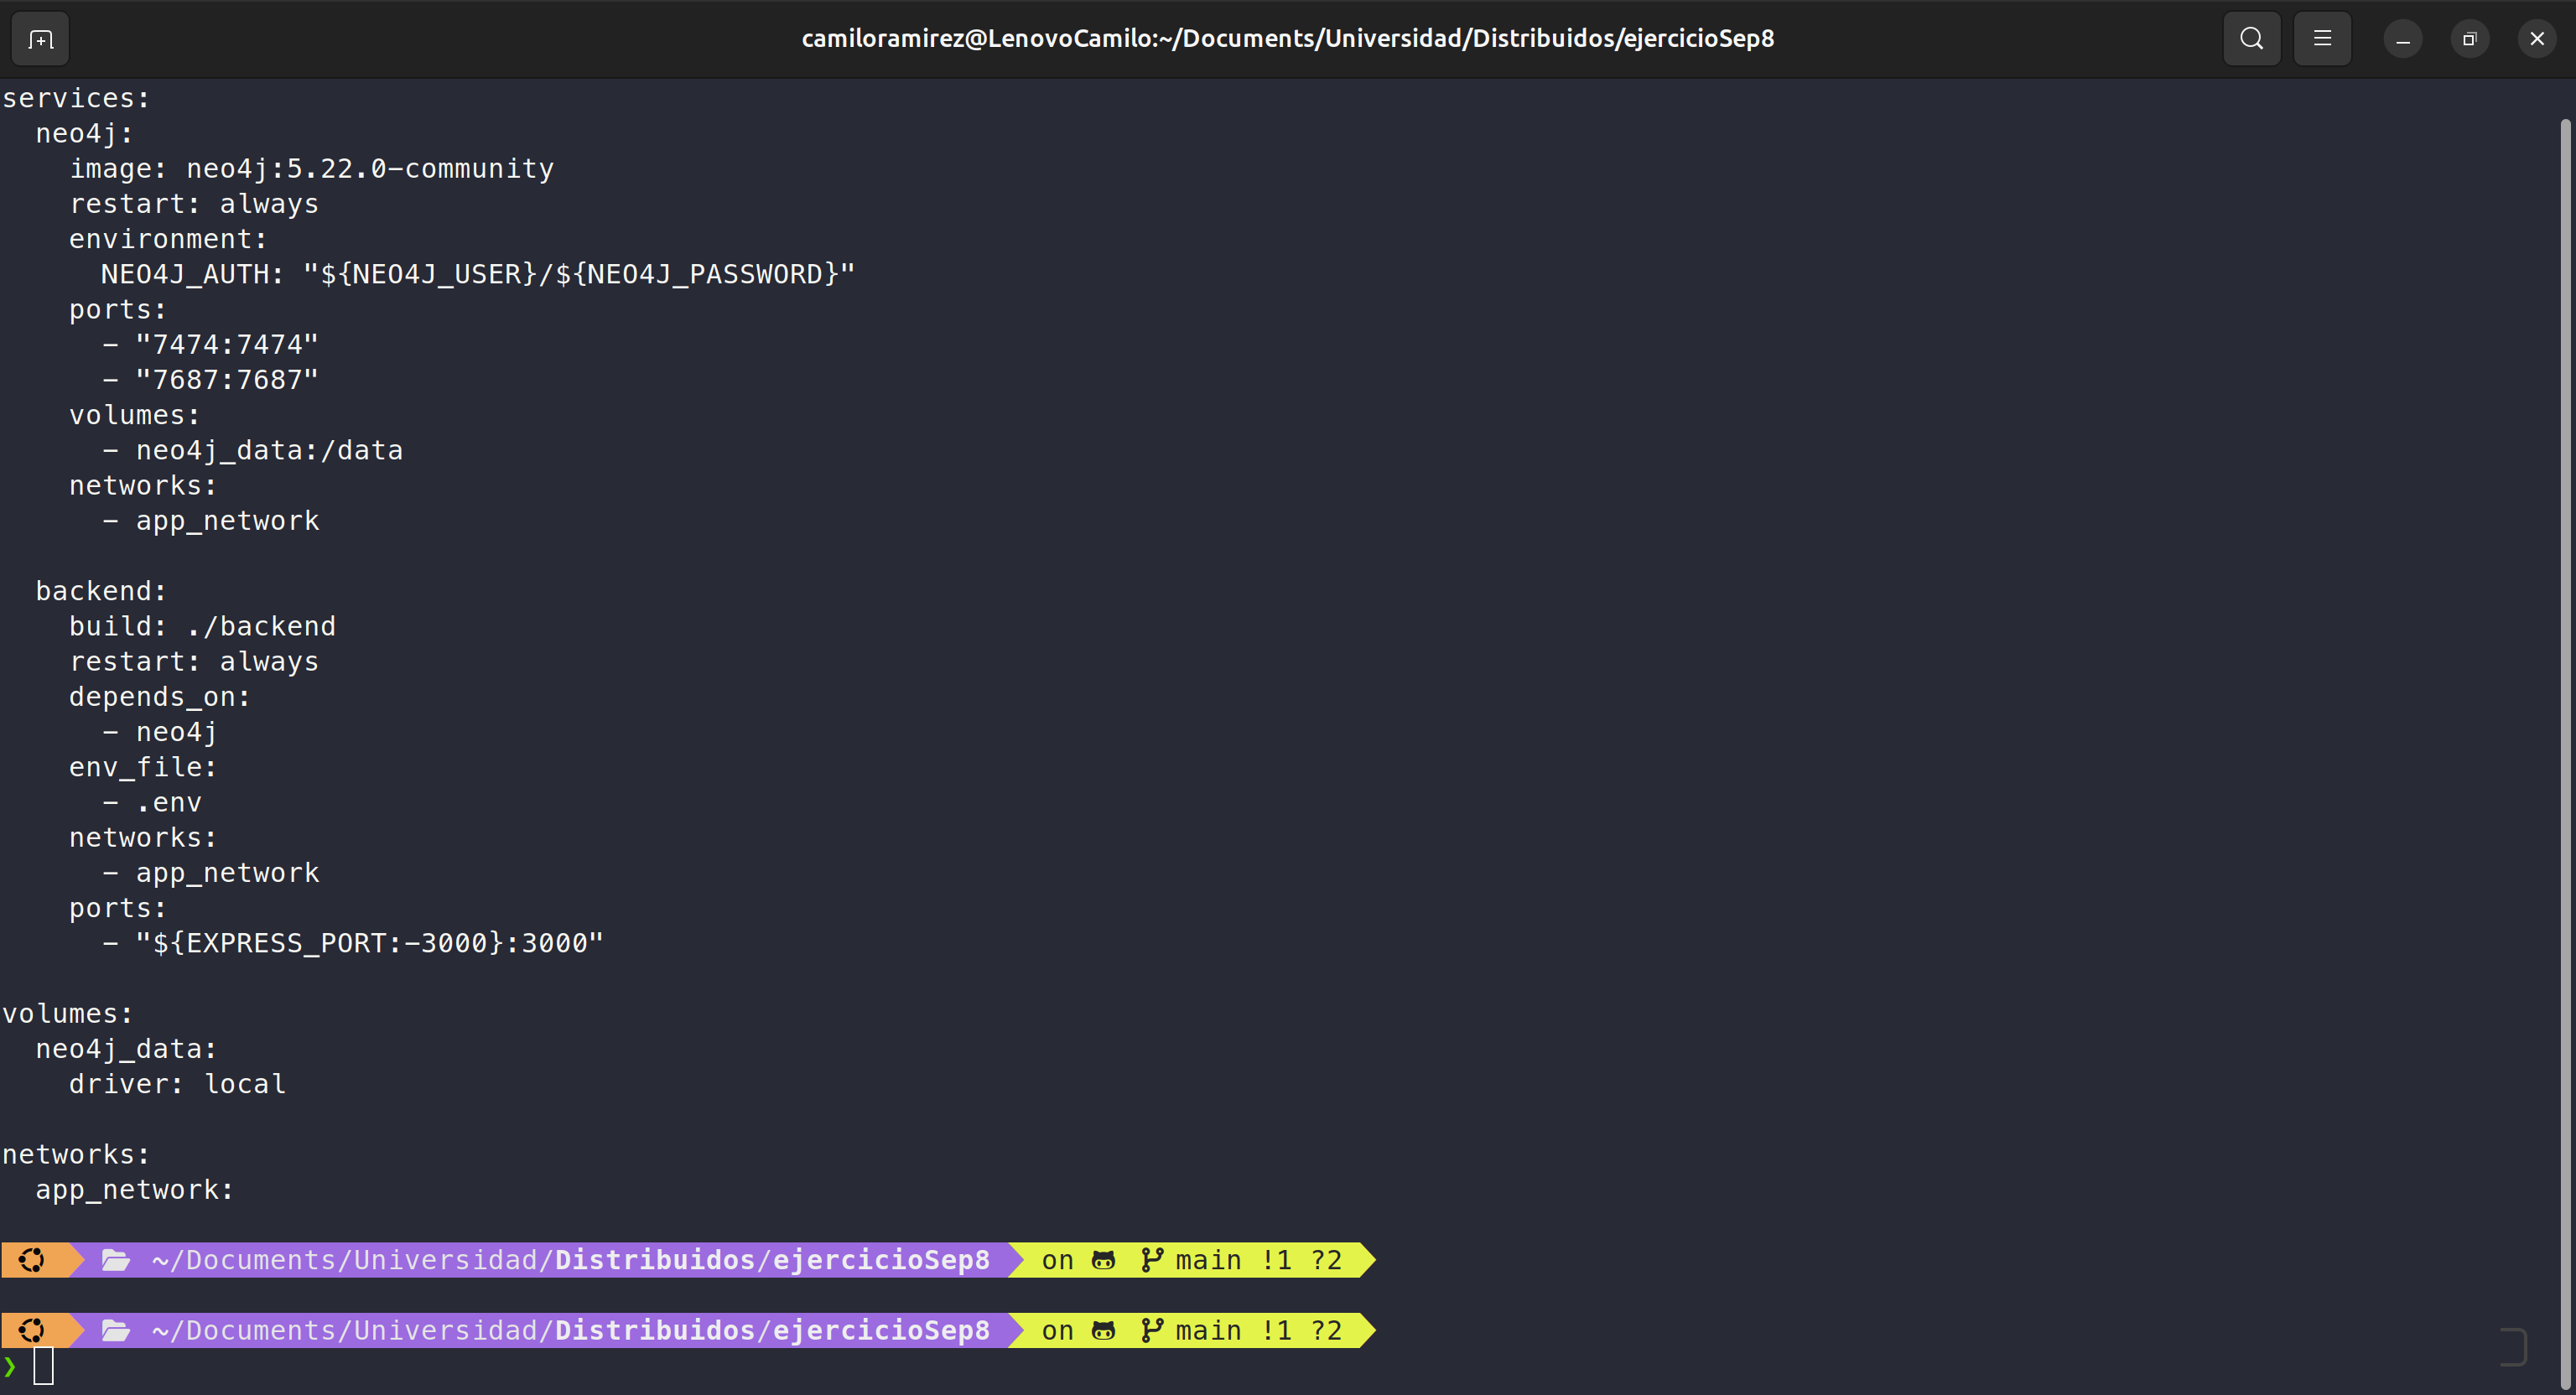 camiloramirez@LenovoCamilo:~/Documents/Universidad/Distribuidos/ejercicioSep8
services:
  neo4j:
    image: neo4j:5.22.0-community
    restart: always
    environment:
      NEO4J_AUTH: "${NEO4J_USER}/${NEO4J_PASSWORD}"
    ports:
      - "7474:7474"
      - "7687:7687"
    volumes:
      - neo4j_data:/data
    networks:
      - app_network

  backend:
    build: ./backend
    restart: always
    depends_on:
      - neo4j
    env_file:
      - .env
    networks:
      - app_network
    ports:
      - "${EXPRESS_PORT:-3000}:3000"

volumes:
  neo4j_data:
    driver: local

networks:
  app_network:

~/Documents/Universidad/Distribuidos/ejercicioSep8 on main !1 ?2

~/Documents/Universidad/Distribuidos/ejercicioSep8 on main !1 ?2
❯